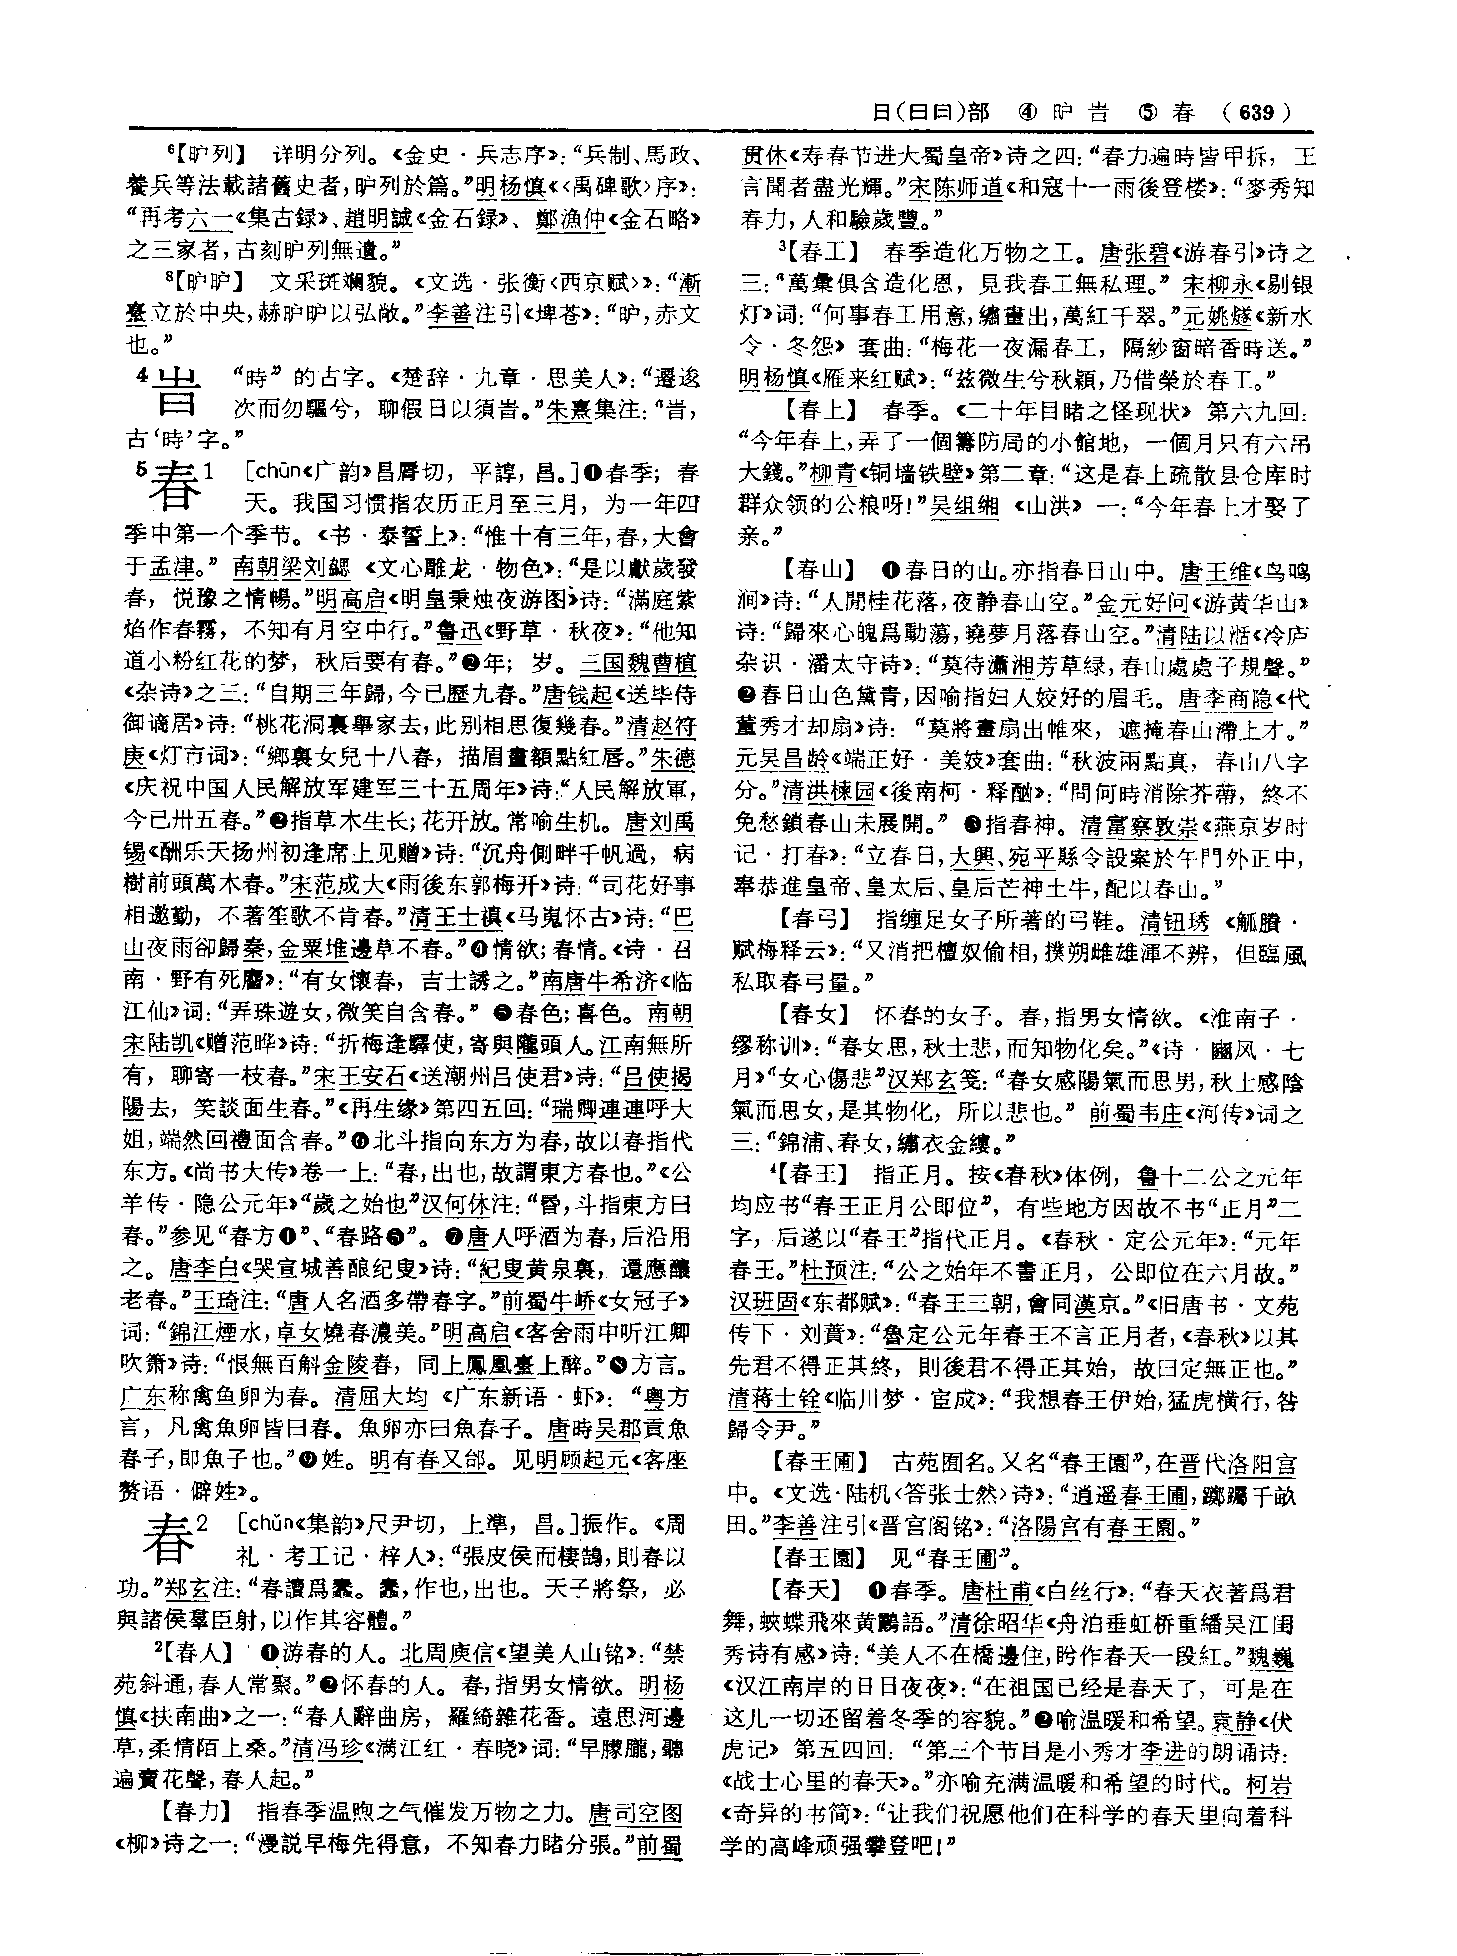 日(日曰)部 ④ 昈 旹 ⑤ 春 (639)
⁶【昈列】 详明分列。《金史·兵志序》：“兵制、馬政、
養兵等法載諸舊史者，昈列於篇。”明杨慎《〈禹碑歌〉序》：
“再考六一《集古録》、趙明誠《金石録》、鄭漁仲《金石略》
之三家者，古刻昈列無遺。”
⁸【昈昈】 文采斑斓貌。《文选·张衡〈西京赋〉》：“漸
臺立於中央，赫昈昈以弘敞。”李善注引《埤苍》：“昈，赤文
也。”
4 旹 “時”的古字。《楚辞·九章·思美人》：“遷逡
次而勿驅兮，聊假日以須旹。”朱熹集注：“旹，
古‘時’字。”
5 春1 [chūn《广韵》昌脣切，平諄，昌。]❶春季；春
天。我国习惯指农历正月至三月，为一年四
季中第一个季节。《书·泰誓上》：“惟十有三年，春，大會
于孟津。”南朝梁刘勰《文心雕龙·物色》：“是以獻歲發
春，悦豫之情暢。”明高启《明皇秉烛夜游图》诗：“滿庭紫
焰作春霧，不知有月空中行。”鲁迅《野草·秋夜》：“他知
道小粉红花的梦，秋后要有春。”❷年；岁。三国魏曹植
《杂诗》之三：“自期三年歸，今已歷九春。”唐钱起《送毕侍
御谪居》诗：“桃花洞裏舉家去，此别相思復幾春。”清赵符
庚《灯市词》：“鄉裏女兒十八春，描眉畫額點紅唇。”朱德
《庆祝中国人民解放军建军三十五周年》诗：“人民解放軍，
今已卅五春。”❸指草木生长；花开放。常喻生机。唐刘禹
锡《酬乐天扬州初逢席上见赠》诗：“沉舟側畔千帆過，病
樹前頭萬木春。”宋范成大《雨後东郭梅开》诗：“司花好事
相邀勒，不著笙歌不肯春。”清王士禛《马嵬怀古》诗：“巴
山夜雨卻歸秦，金粟堆邊草不春。”❹情欲；春情。《诗·召
南·野有死麕》：“有女懷春，吉士誘之。”南唐牛希济《临
江仙》词：“弄珠遊女，微笑自含春。”❺春色；喜色。南朝
宋陆凯《赠范晔》诗：“折梅逢驛使，寄與隴頭人。江南無所
有，聊寄一枝春。”宋王安石《送潮州吕使君》诗：“吕使揭
陽去，笑談面生春。”《再生缘》第四五回：“瑞卿連連呼大
姐，端然回禮面含春。”❻北斗指向东方为春，故以春指代
东方。《尚书大传》卷一上：“春，出也，故謂東方春也。”《公
羊传·隐公元年》“歲之始也”汉何休注：“昬，斗指東方曰
春。”参见“春方❶”、“春路❺”。❼唐人呼酒为春，后沿用
之。唐李白《哭宣城善酿纪叟》诗：“紀叟黄泉裏，還應釀
老春。”王琦注：“唐人名酒多帶春字。”前蜀牛峤《女冠子》
词：“錦江煙水，卓女燒春濃美。”明高启《客舍雨中听江卿
吹箫》诗：“恨無百斛金陵春，同上鳳凰臺上醉。”❽方言。
广东称禽鱼卵为春。清屈大均《广东新语·虾》：“粤方
言，凡禽魚卵皆曰春。魚卵亦曰魚春子。唐時吴郡貢魚
春子，即魚子也。”❾姓。明有春又郃。见明顾起元《客座
赘语·僻姓》。
春2 [chǔn《集韵》尺尹切，上準，昌。]振作。《周
礼·考工记·梓人》：“張皮侯而棲鵠，則春以
功。”郑玄注：“春讀爲蠢。蠢，作也，出也。天子將祭，必
與諸侯羣臣射，以作其容體。”
²【春人】 ❶游春的人。北周庾信《望美人山铭》：“禁
苑斜通，春人常聚。”❷怀春的人。春，指男女情欲。明杨
慎《扶南曲》之一：“春人辭曲房，羅綺雜花香。遠思河邊
草，柔情陌上桑。”清冯珍《满江红·春晓》词：“早朦朧，聽
遍賣花聲，春人起。”
【春力】 指春季温煦之气催发万物之力。唐司空图
《柳》诗之一：“漫説早梅先得意，不知春力暗分張。”前蜀
贯休《寿春节进大蜀皇帝》诗之四：“春力遍時皆甲拆，王
言聞者盡光輝。”宋陈师道《和寇十一雨後登楼》：“麥秀知
春力，人和驗歲豐。”
³【春工】 春季造化万物之工。唐张碧《游春引》诗之
三：“萬彙俱含造化恩，見我春工無私理。”宋柳永《剔银
灯》词：“何事春工用意，繡畫出，萬紅千翠。”元姚燧《新水
令·冬怨》套曲：“梅花一夜漏春工，隔紗窗暗香時送。”
明杨慎《雁来红赋》：“兹微生兮秋穎，乃借榮於春工。”
【春上】 春季。《二十年目睹之怪现状》第六九回：
“今年春上，弄了一個籌防局的小館地，一個月只有六吊
大錢。”柳青《铜墙铁壁》第二章：“这是春上疏散县仓库时
群众领的公粮呀！”吴组缃《山洪》一：“今年春上才娶了
亲。”
【春山】 ❶春日的山。亦指春日山中。唐王维《鸟鸣
涧》诗：“人閒桂花落，夜静春山空。”金元好问《游黄华山》
诗：“歸來心魄爲動蕩，曉夢月落春山空。”清陆以湉《冷庐
杂识·潘太守诗》：“莫待瀟湘芳草緑，春山處處子規聲。”
❷春日山色黛青，因喻指妇人姣好的眉毛。唐李商隐《代
董秀才却扇》诗：“莫將畫扇出帷來，遮掩春山滯上才。”
元吴昌龄《端正好·美妓》套曲：“秋波兩點真，春山八字
分。”清洪楝园《後南柯·释酗》：“問何時消除芥蒂，終不
免愁鎖春山未展開。”❸指春神。清富察敦崇《燕京岁时
记·打春》：“立春日，大興、宛平縣令設案於午門外正中，
奉恭進皇帝、皇太后、皇后芒神土牛，配以春山。”
【春弓】 指缠足女子所著的弓鞋。清钮琇《觚賸·
赋梅释云》：“又消把檀奴偷相，撲朔雌雄渾不辨，但臨風
私取春弓量。”
【春女】 怀春的女子。春，指男女情欲。《淮南子·
缪称训》：“春女思，秋士悲，而知物化矣。”《诗·豳风·七
月》“女心傷悲”汉郑玄笺：“春女感陽氣而思男，秋士感陰
氣而思女，是其物化，所以悲也。”前蜀韦庄《河传》词之
三：“錦浦、春女，繡衣金縷。”
⁴【春王】 指正月。按《春秋》体例，鲁十二公之元年
均应书“春王正月公即位”，有些地方因故不书“正月”二
字，后遂以“春王”指代正月。《春秋·定公元年》：“元年
春王。”杜预注：“公之始年不書正月，公即位在六月故。”
汉班固《东都赋》：“春王三朝，會同漢京。”《旧唐书·文苑
传下·刘蕡》：“魯定公元年春王不言正月者，《春秋》以其
先君不得正其終，則後君不得正其始，故曰定無正也。”
清蒋士铨《临川梦·宦成》：“我想春王伊始，猛虎横行，咎
歸令尹。”
【春王圃】 古苑囿名。又名“春王園”，在晋代洛阳宫
中。《文选·陆机〈答张士然〉诗》：“逍遥春王圃，躑躅千畝
田。”李善注引《晋宫阁铭》：“洛陽宫有春王園。”
【春王園】 见“春王圃”。
【春天】 ❶春季。唐杜甫《白丝行》：“春天衣著爲君
舞，蛺蝶飛來黄鸝語。”清徐昭华《舟泊垂虹桥重繙吴江闺
秀诗有感》诗：“美人不在橋邊住，盻作春天一段紅。”魏巍
《汉江南岸的日日夜夜》：“在祖国已经是春天了，可是在
这儿一切还留着冬季的容貌。”❷喻温暖和希望。袁静《伏
虎记》第五四回：“第三个节目是小秀才李进的朗诵诗：
《战士心里的春天》。”亦喻充满温暖和希望的时代。柯岩
《奇异的书简》：“让我们祝愿他们在科学的春天里向着科
学的高峰顽强攀登吧！”